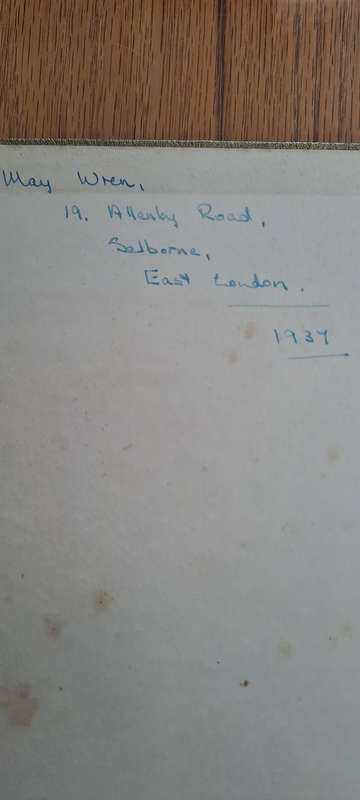 May Wren,
19. Allenby Road,
Selborne,
East London.
1937